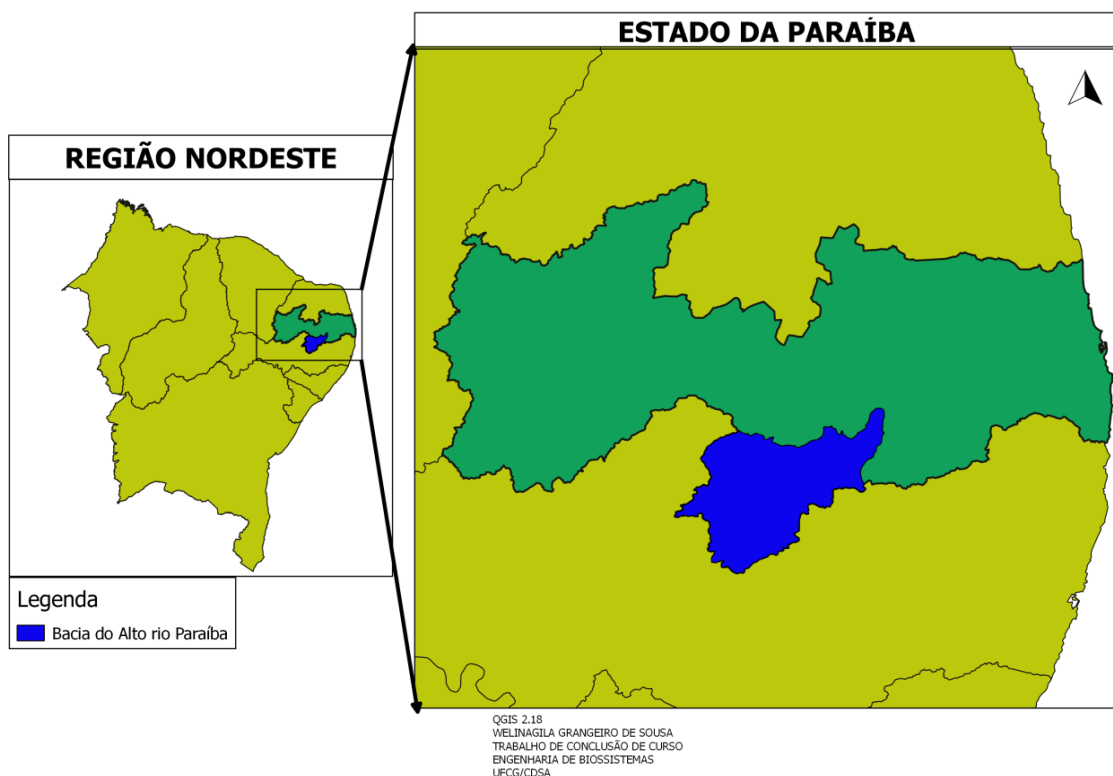 ESTADO DA PARAÍBA
REGIÃO NORDESTE
Legenda
Bacia do Alto rio Paraíba
QGIS 2.18
WELINAGILA GRANGEIRO DE SOUSA
TRABALHO DE CONCLUSÃO DE CURSO
ENGENHARIA DE BIOSSISTEMAS
UFCG/CDSA